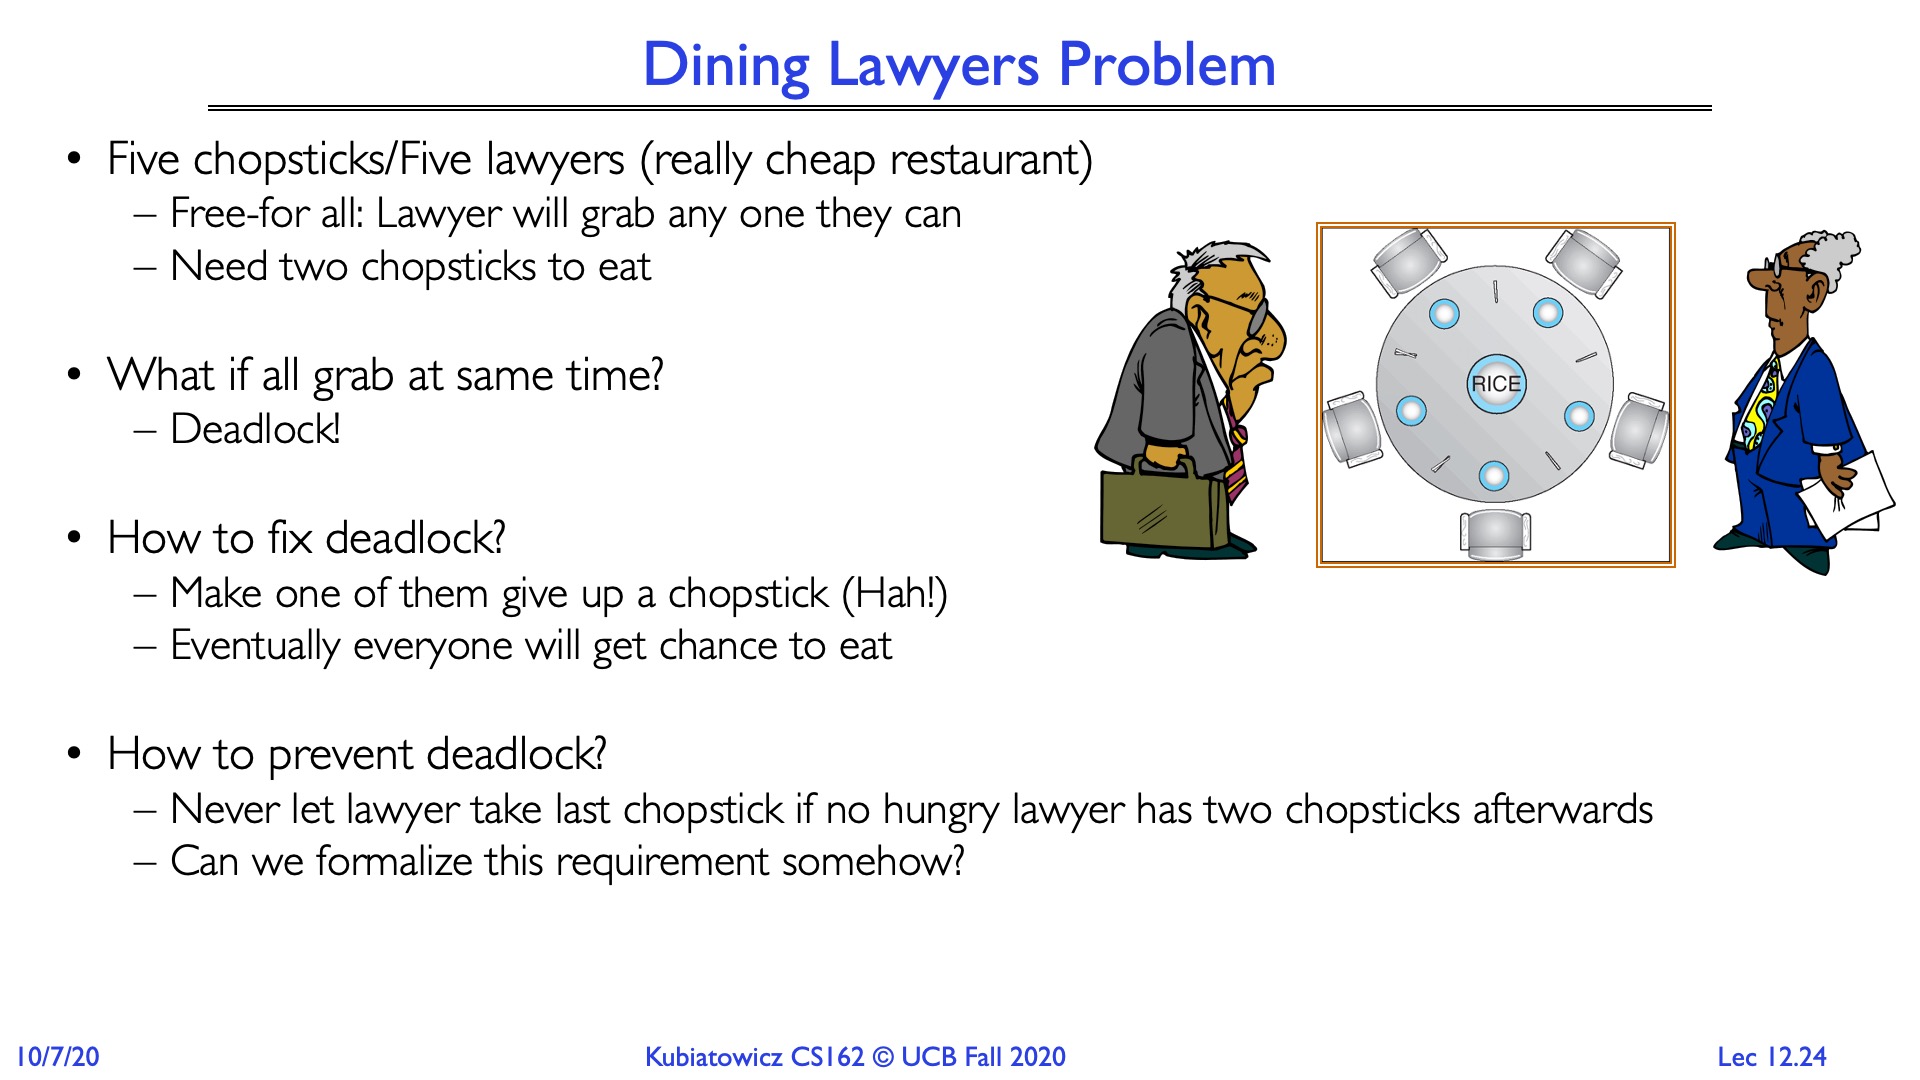 Dining Lawyers Problem
• Five chopsticks/Five lawyers (really cheap restaurant)
– Free-for all: Lawyer will grab any one they can
– Need two chopsticks to eat
• What if all grab at same time?
– Deadlock!
• How to fix deadlock?
– Make one of them give up a chopstick (Hah!)
– Eventually everyone will get chance to eat
• How to prevent deadlock?
– Never let lawyer take last chopstick if no hungry lawyer has two chopsticks afterwards
– Can we formalize this requirement somehow?
RICE
10/7/20
Kubiatowicz CS162 © UCB Fall 2020
Lec 12.24